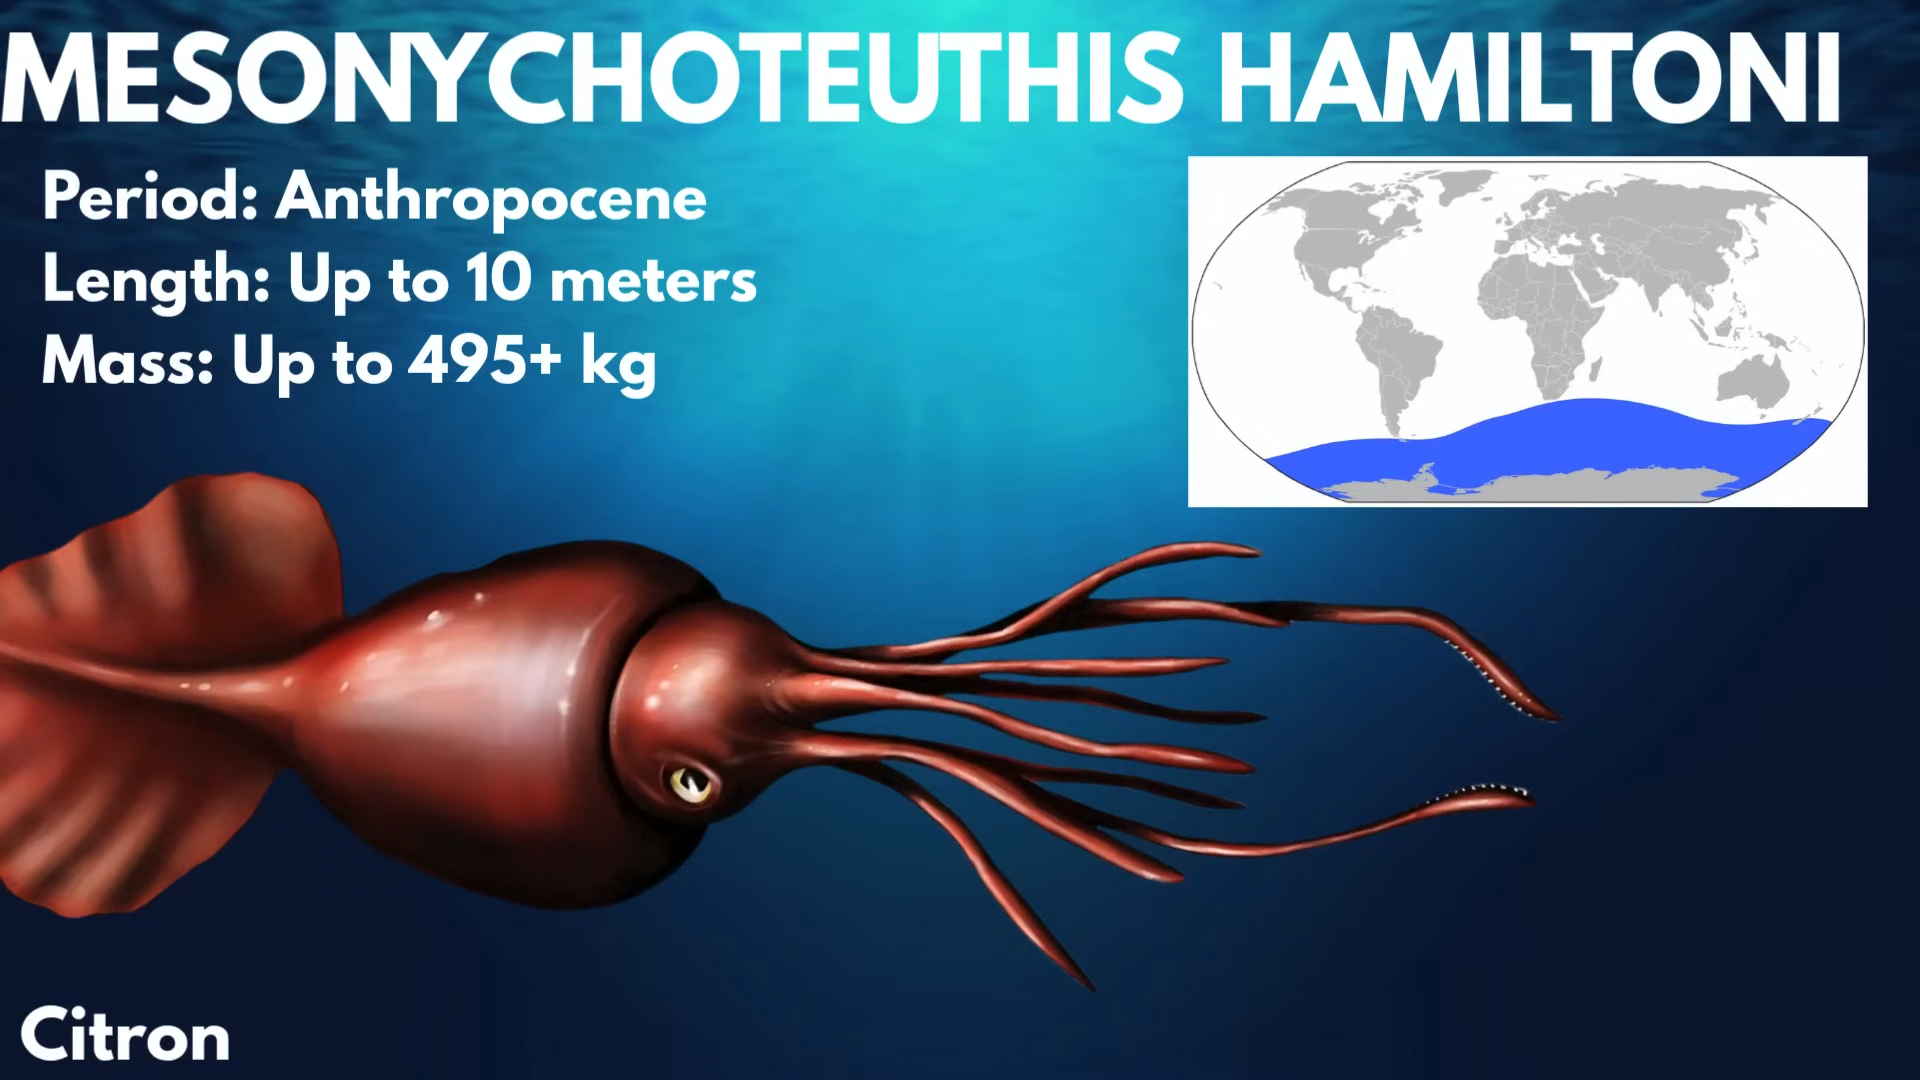 MESONYCHOTEUTHIS HAMILTONI
Period: Anthropocene
Length: Up to 10 meters
Mass: Up to 495+ kg
Citron